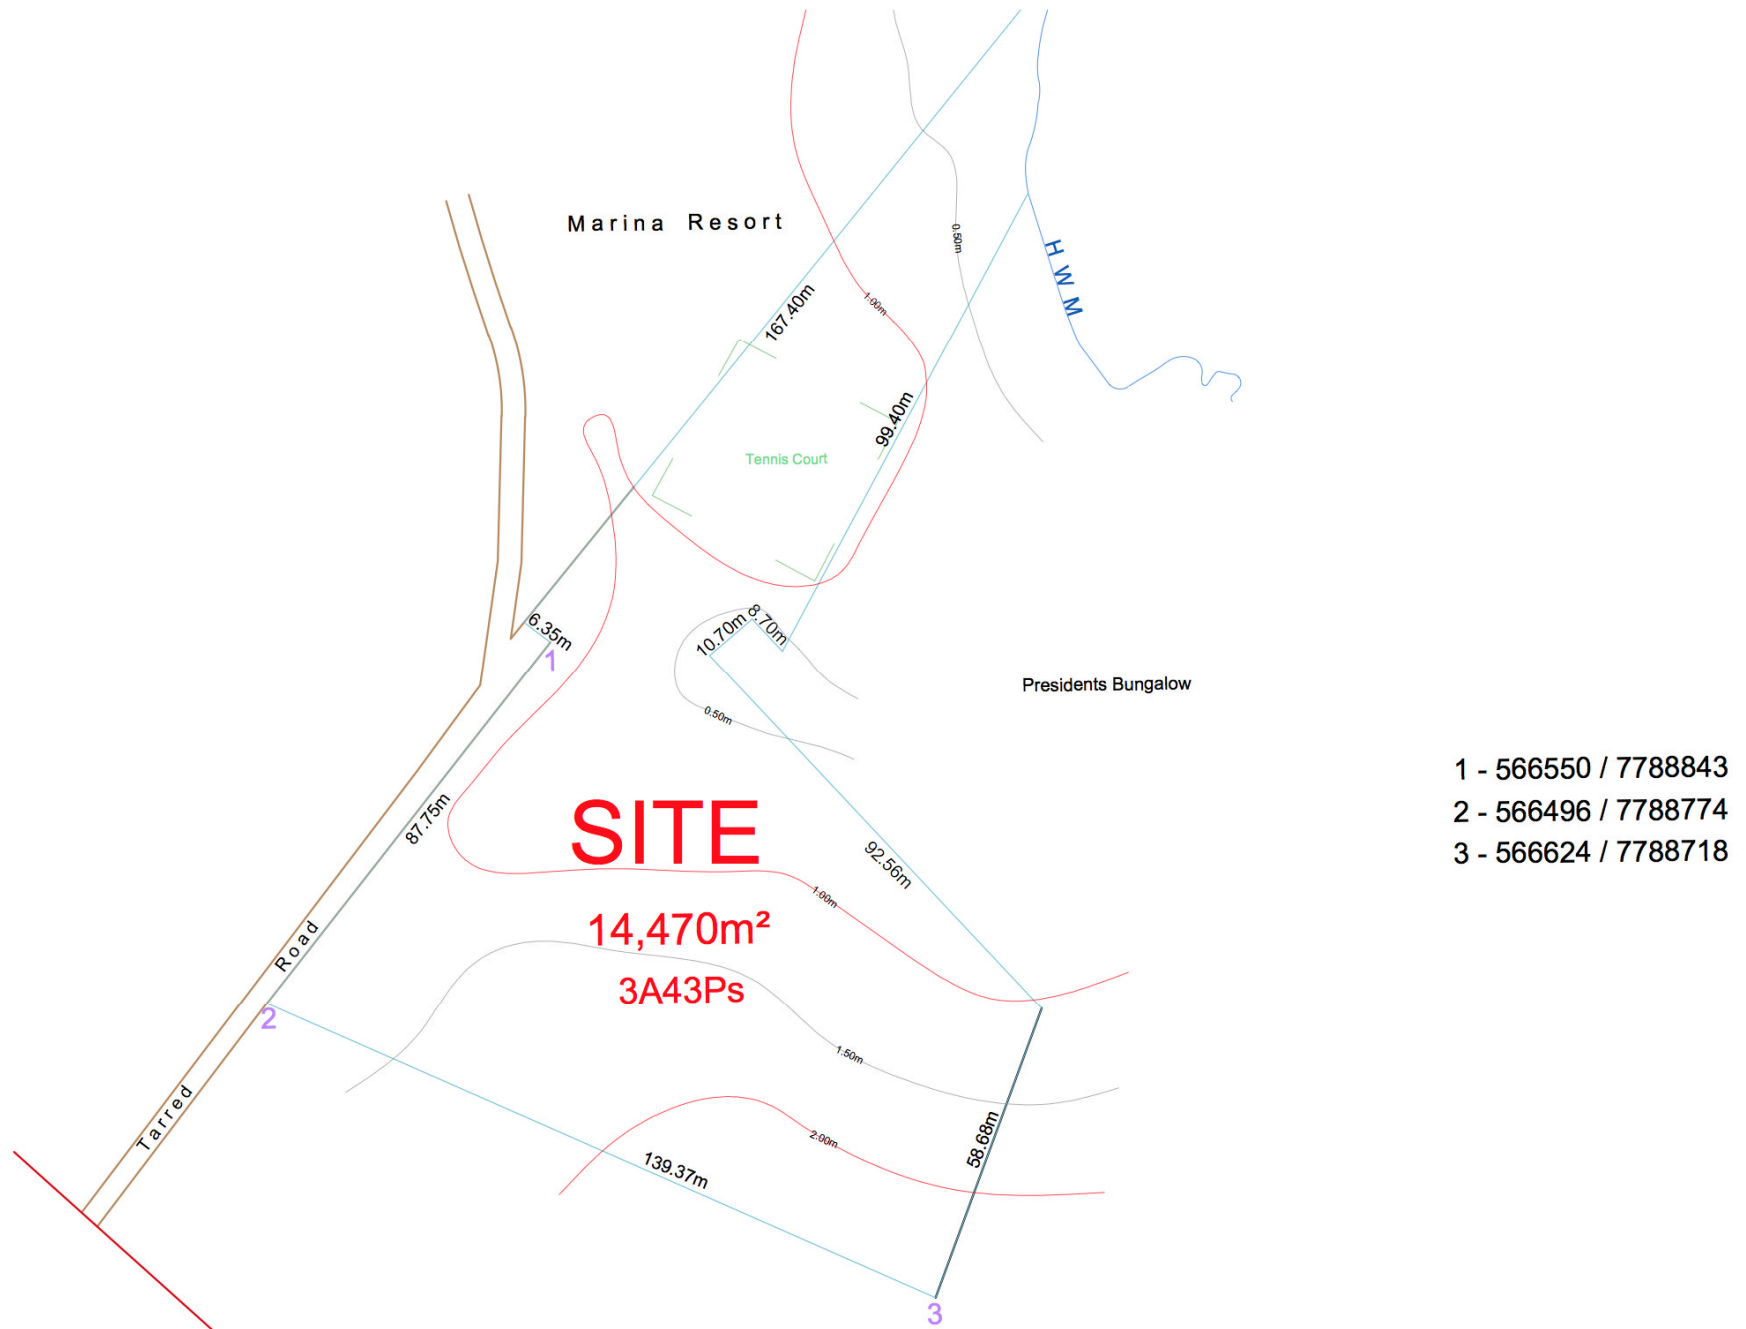 Marina Resort
0.50m
HWM
1.00m
167.40m
99.40m
Tennis Court
6.35m
8.70m
10.70m
1
Presidents Bungalow
0.50m
1 - 566550 / 7788843
2 - 566496 / 7788774
3 - 566624 / 7788718
87.75m
SITE
92.56m
1.00m
14,470m²
3A43Ps
Tarred Road
2
1.50m
2.00m
58.68m
139.37m
3